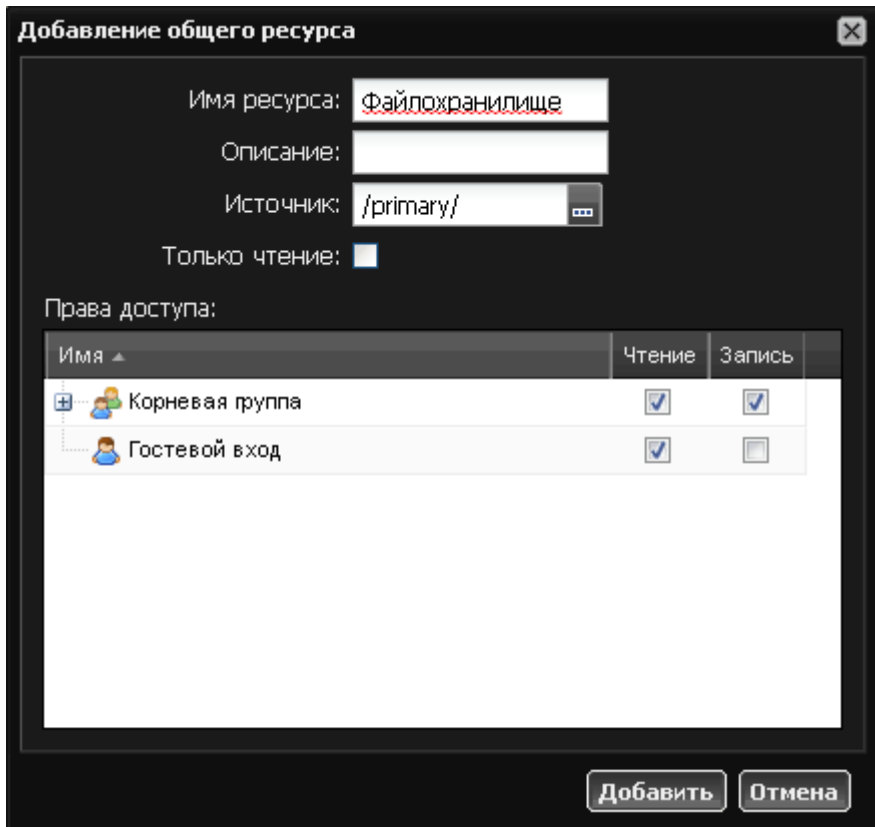 Добавление общего ресурса
Имя ресурса: Файлохранилище
Описание:
Источник: /primary/ ...
Только чтение:
Права доступа:
Имя Чтение Запись
Корневая группа
Гостевой вход
Добавить Отмена